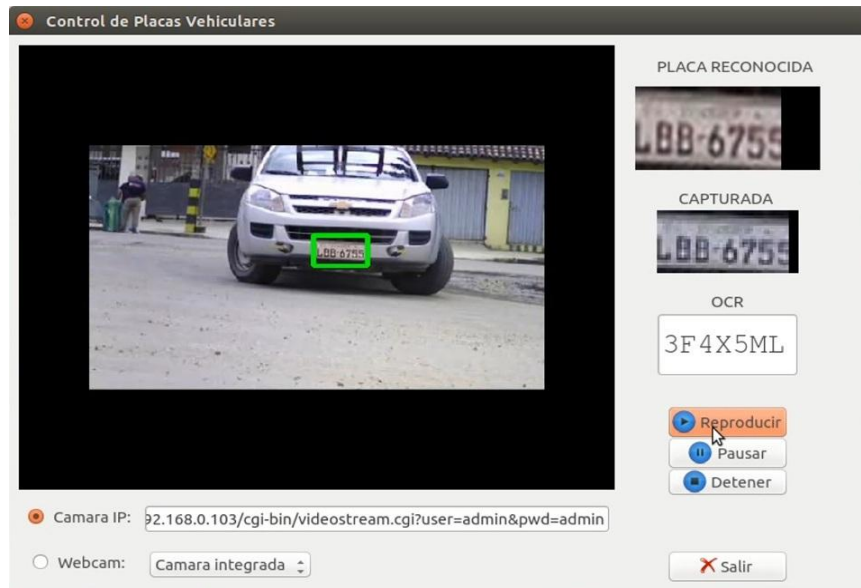 Control de Placas Vehiculares
PLACA RECONOCIDA
LBB-6755
CAPTURADA
LBB-6755
LBB-6755
OCR
3F4X5ML
Reproducir
Pausar
Detener
Camara IP: 92.168.0.103/cgi-bin/videostream.cgi?user=admin&pwd=admin
Webcam: Camara integrada
Salir